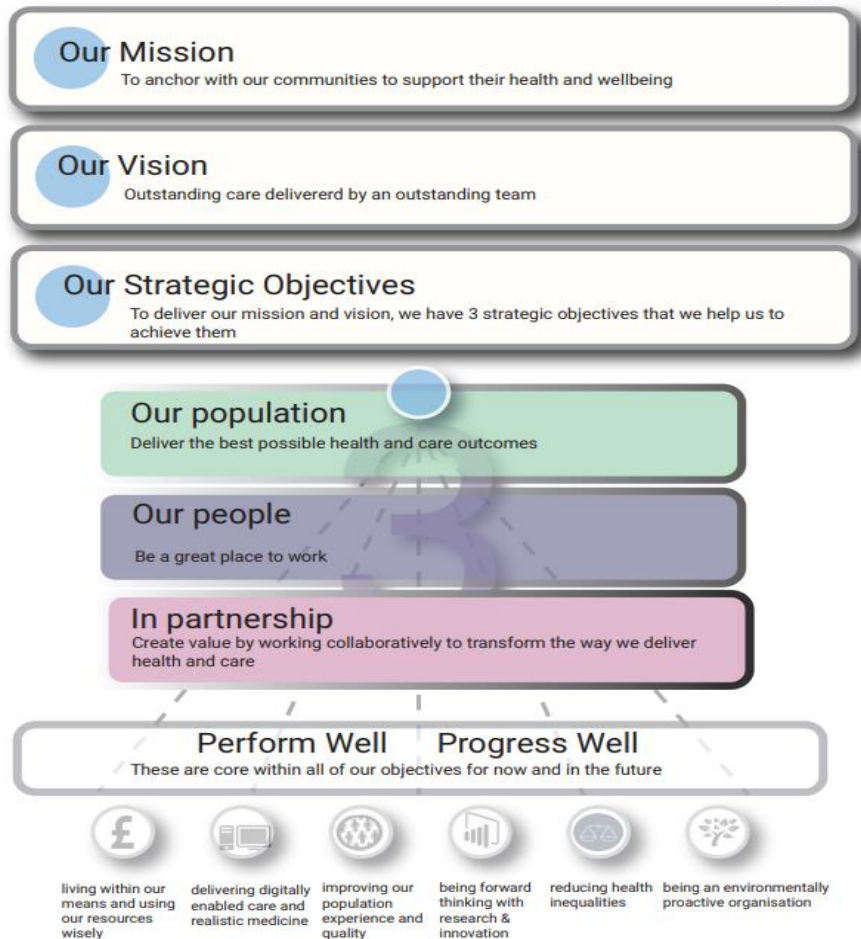 Our Mission
To anchor with our communities to support their health and wellbeing
Our Vision
Outstanding care delivererd by an outstanding team
Our Strategic Objectives
To deliver our mission and vision, we have 3 strategic objectives that we help us to
achieve them
3
Our population
Deliver the best possible health and care outcomes
Our people
Be a great place to work
In partnership
Create value by working collaboratively to transform the way we deliver
health and care
Perform Well Progress Well
These are core within all of our objectives for now and in the future
£
living within our
means and using
our resources
wisely
delivering digitally
enabled care and
realistic medicine
improving our
population
experience and
quality
being forward
thinking with
research &
innovation
reducing health
inequalities
being an environmentally
proactive organisation